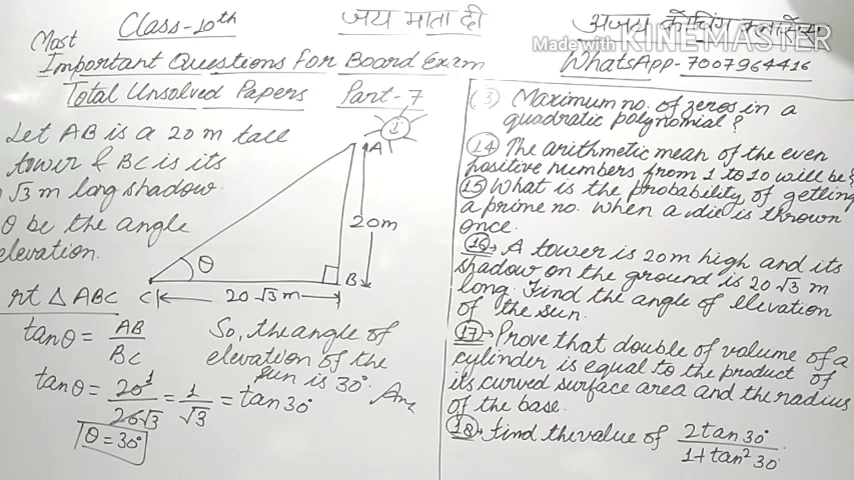 Class-10th
जय माता दी
अजय कोचिंग क्लासेस
Made with KINEMASTER
Most
Important Questions for Board Exam
WhatsApp-7007964416
Total Unsolved Papers Part-7
Let AB is a 20 m tall
tower & BC is its
√3 m long shadow.
θ be the angle
elevation.
rt △ ABC
tanθ = AB/BC
tanθ = 20¹/20√3 = 1/√3 = tan30°
θ = 30°
A
20m
θ
C
B
20√3 m
So, the angle of
elevation of the
sun is 30°. Ans
(3) Maximum no. of zeros in a
quadratic polynomial?
(14) The arithmetic mean of the even
positive numbers from 1 to 10 will be?
(15) What is the probability of getting
a prime no. when a die is thrown
once.
(16)→ A tower is 20m high and its
shadow on the ground is 20√3 m
long. Find the angle of elevation
of the sun.
(17)→ Prove that double of volume of a
cylinder is equal to the product of
its curved surface area and the radius
of the base.
(18)→ Find the value of 2tan30°/1+tan²30°